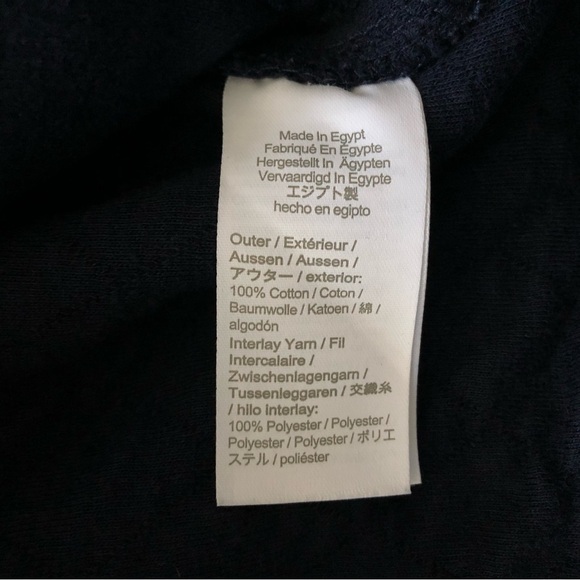 Made In Egypt
Fabriqué En Égypte
Hergestellt In Ägypten
Vervaardigd In Egypte
エジプト製
hecho en egipto
Outer / Extérieur /
Aussen / Aussen /
アウター / exterior:
100% Cotton / Coton /
Baumwolle / Katoen / 綿 /
algodón
Interlay Yarn / Fil
Intercalaire /
Zwischenlagengarn /
Tussenleggaren / 交織糸
/ hilo interlay:
100% Polyester / Polyester /
Polyester / Polyester / ポリエ
ステル / poliéster